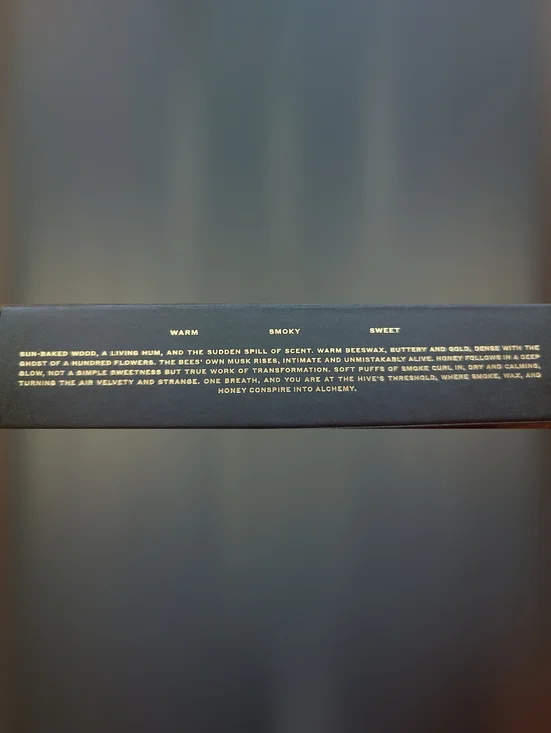 WARM SMOKY SWEET
SUN-BAKED WOOD, A LIVING HUM, AND THE SUDDEN SPILL OF SCENT. WARM BEESWAX, BUTTERY AND GOLD, DENSE WITH THE
GHOST OF A HUNDRED FLOWERS. THE BEES' OWN MUSK RISES, INTIMATE AND UNMISTAKABLY ALIVE. HONEY FOLLOWS IN A DEEP
GLOW, NOT A SIMPLE SWEETNESS BUT TRUE WORK OF TRANSFORMATION. SOFT PUFFS OF SMOKE CURL IN, DRY AND CALMING,
TURNING THE AIR VELVETY AND STRANGE. ONE BREATH, AND YOU ARE AT THE HIVE'S THRESHOLD, WHERE SMOKE, WAX, AND
HONEY CONSPIRE INTO ALCHEMY.